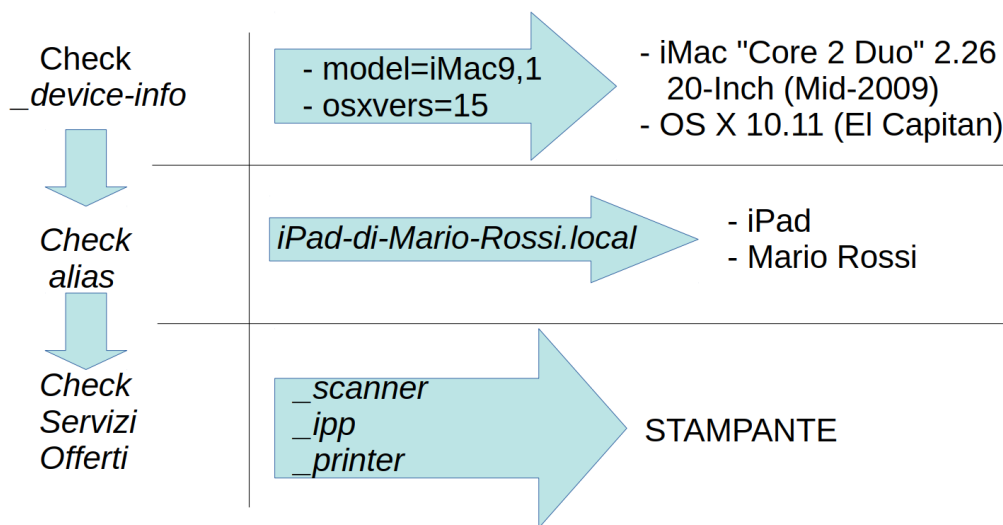 Check
_device-info
- model=iMac9,1
- osxvers=15
- iMac "Core 2 Duo" 2.26
20-Inch (Mid-2009)
- OS X 10.11 (El Capitan)
Check
alias
iPad-di-Mario-Rossi.local
- iPad
- Mario Rossi
Check
Servizi
Offerti
_scanner
_ipp
_printer
STAMPANTE